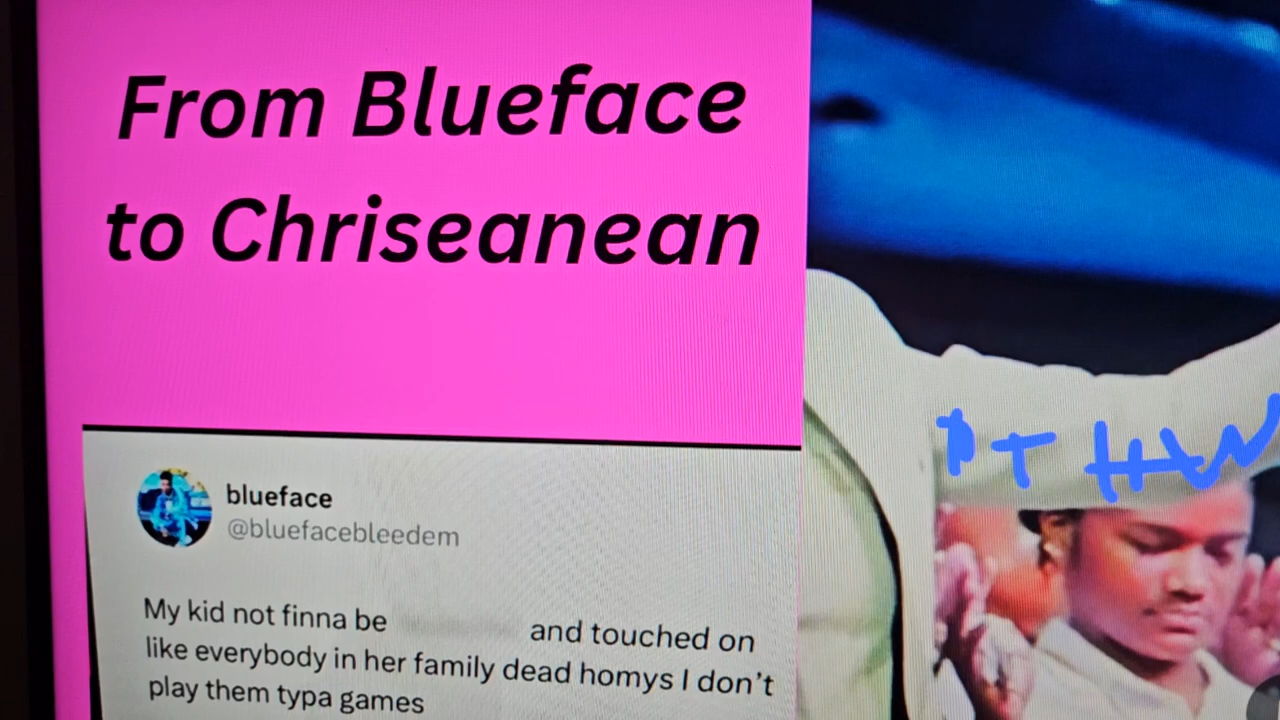 From Blueface
to Chriseanean
blueface
@bluefacebleedem
My kid not finna be and touched on
like everybody in her family dead homys I don't
play them typa games